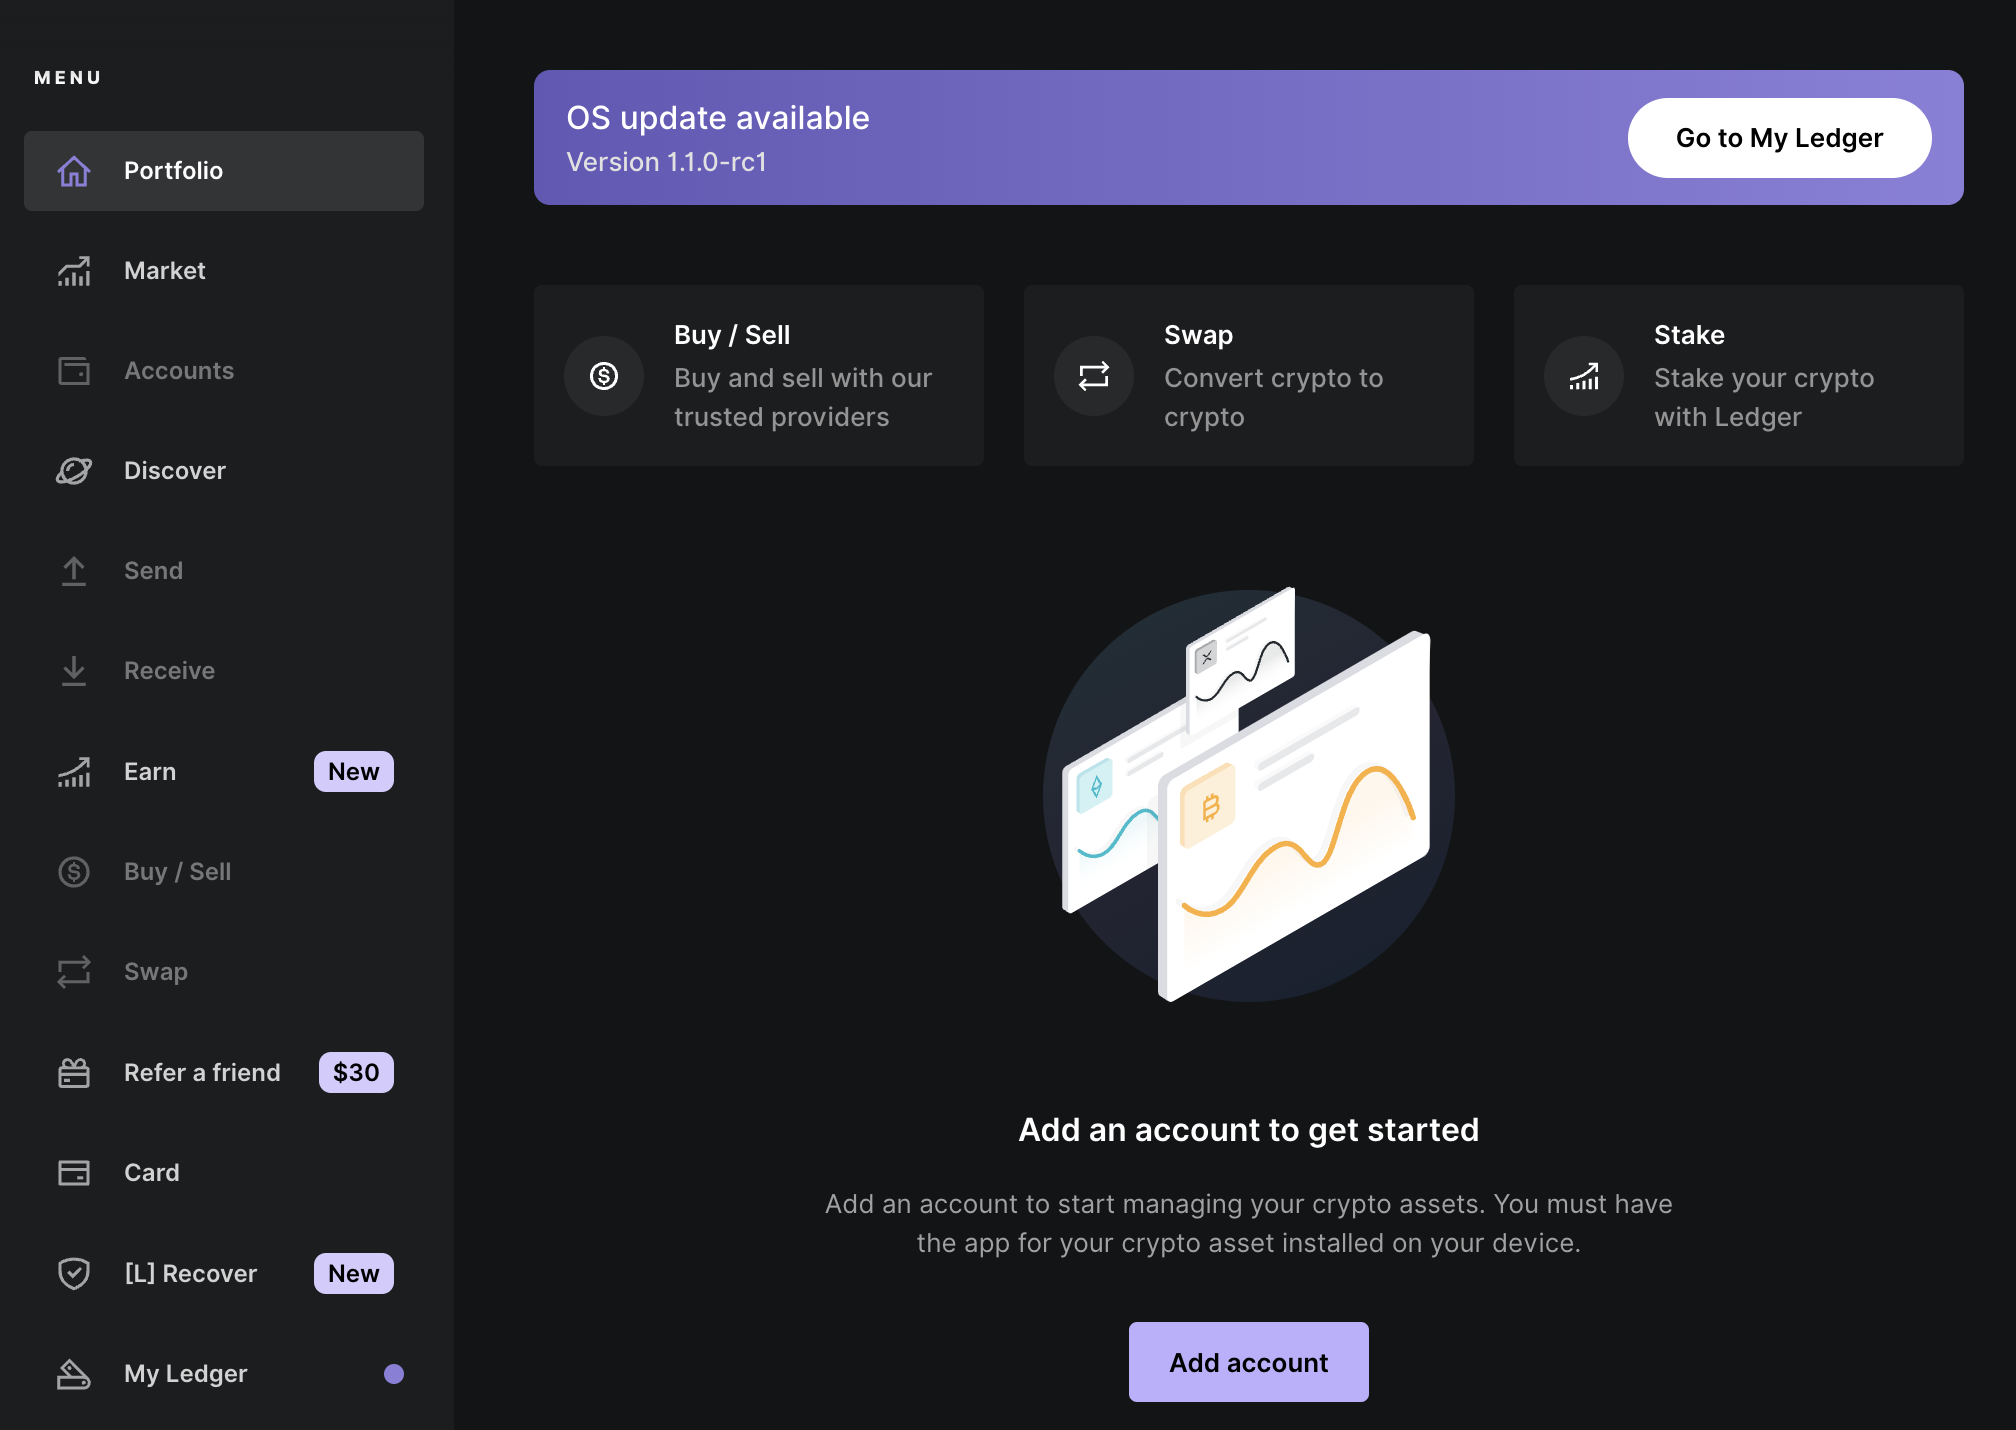 MENU
Portfolio
Market
Accounts
Discover
Send
Receive
Earn
New
Buy / Sell
Swap
Refer a friend
$30
Card
[L] Recover
New
My Ledger
OS update available
Version 1.1.0-rc1
Go to My Ledger
Buy / Sell
Buy and sell with our
trusted providers
Swap
Convert crypto to
crypto
Stake
Stake your crypto
with Ledger
Add an account to get started
Add an account to start managing your crypto assets. You must have
the app for your crypto asset installed on your device.
Add account